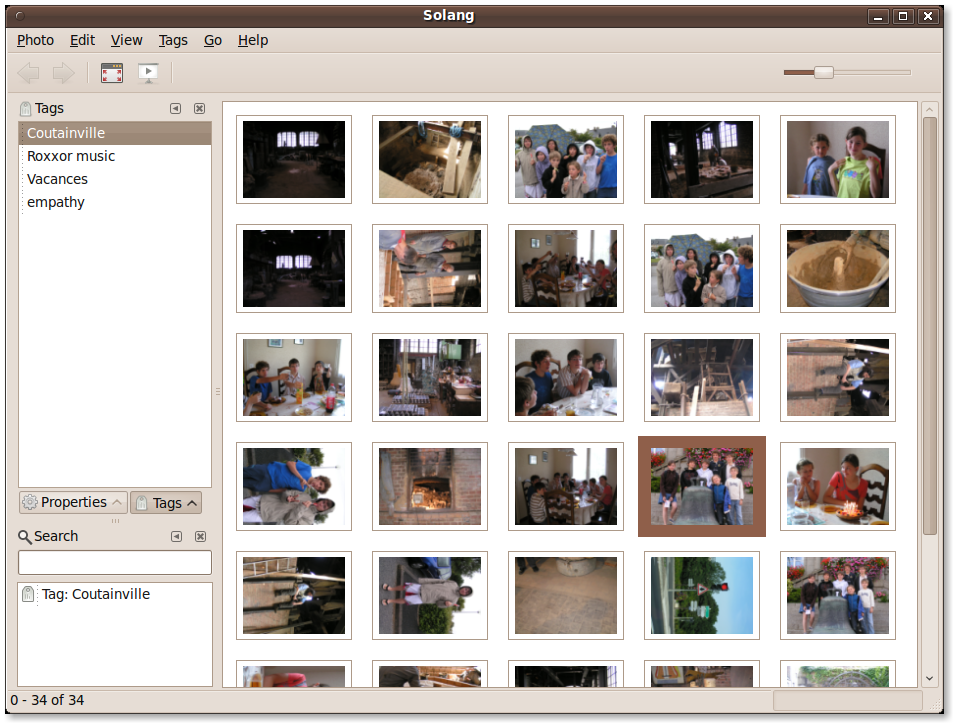 Solang
Photo Edit View Tags Go Help
Tags
Coutainville
Roxxor music
Vacances
empathy
Properties Tags
Search
Tag: Coutainville
0 - 34 of 34